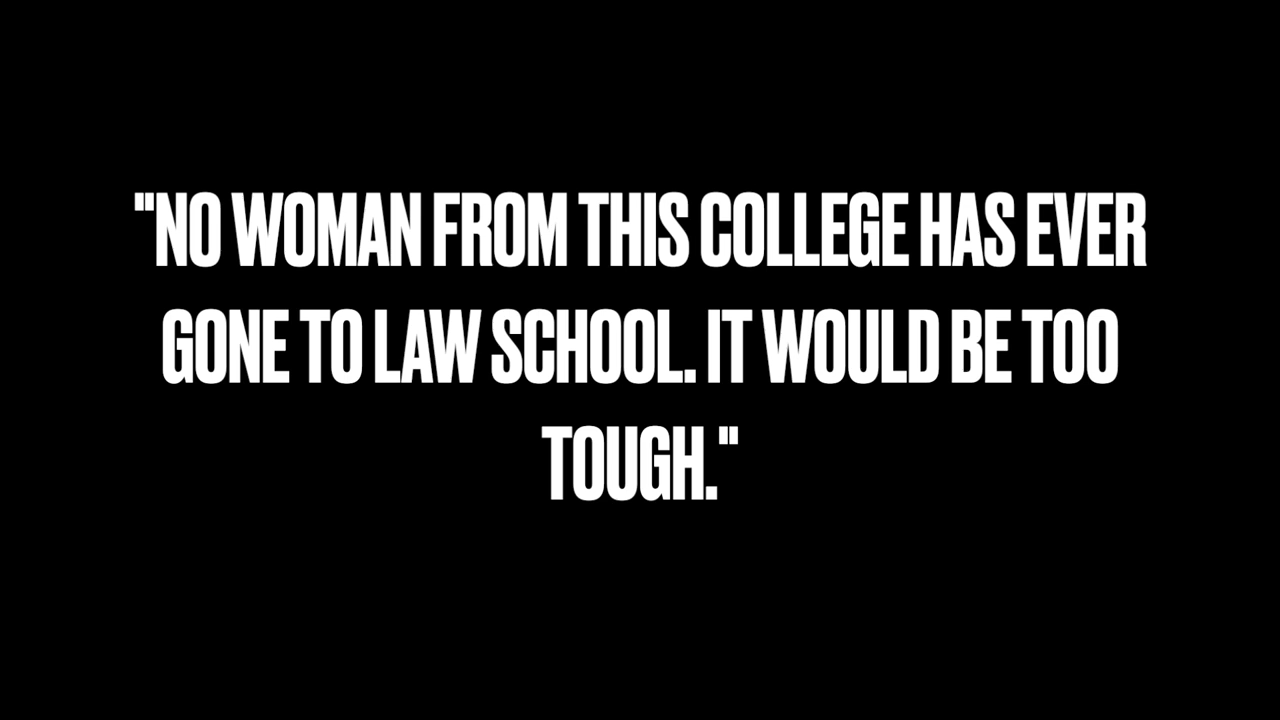 "NO WOMAN FROM THIS COLLEGE HAS EVER
GONE TO LAW SCHOOL. IT WOULD BE TOO
TOUGH."